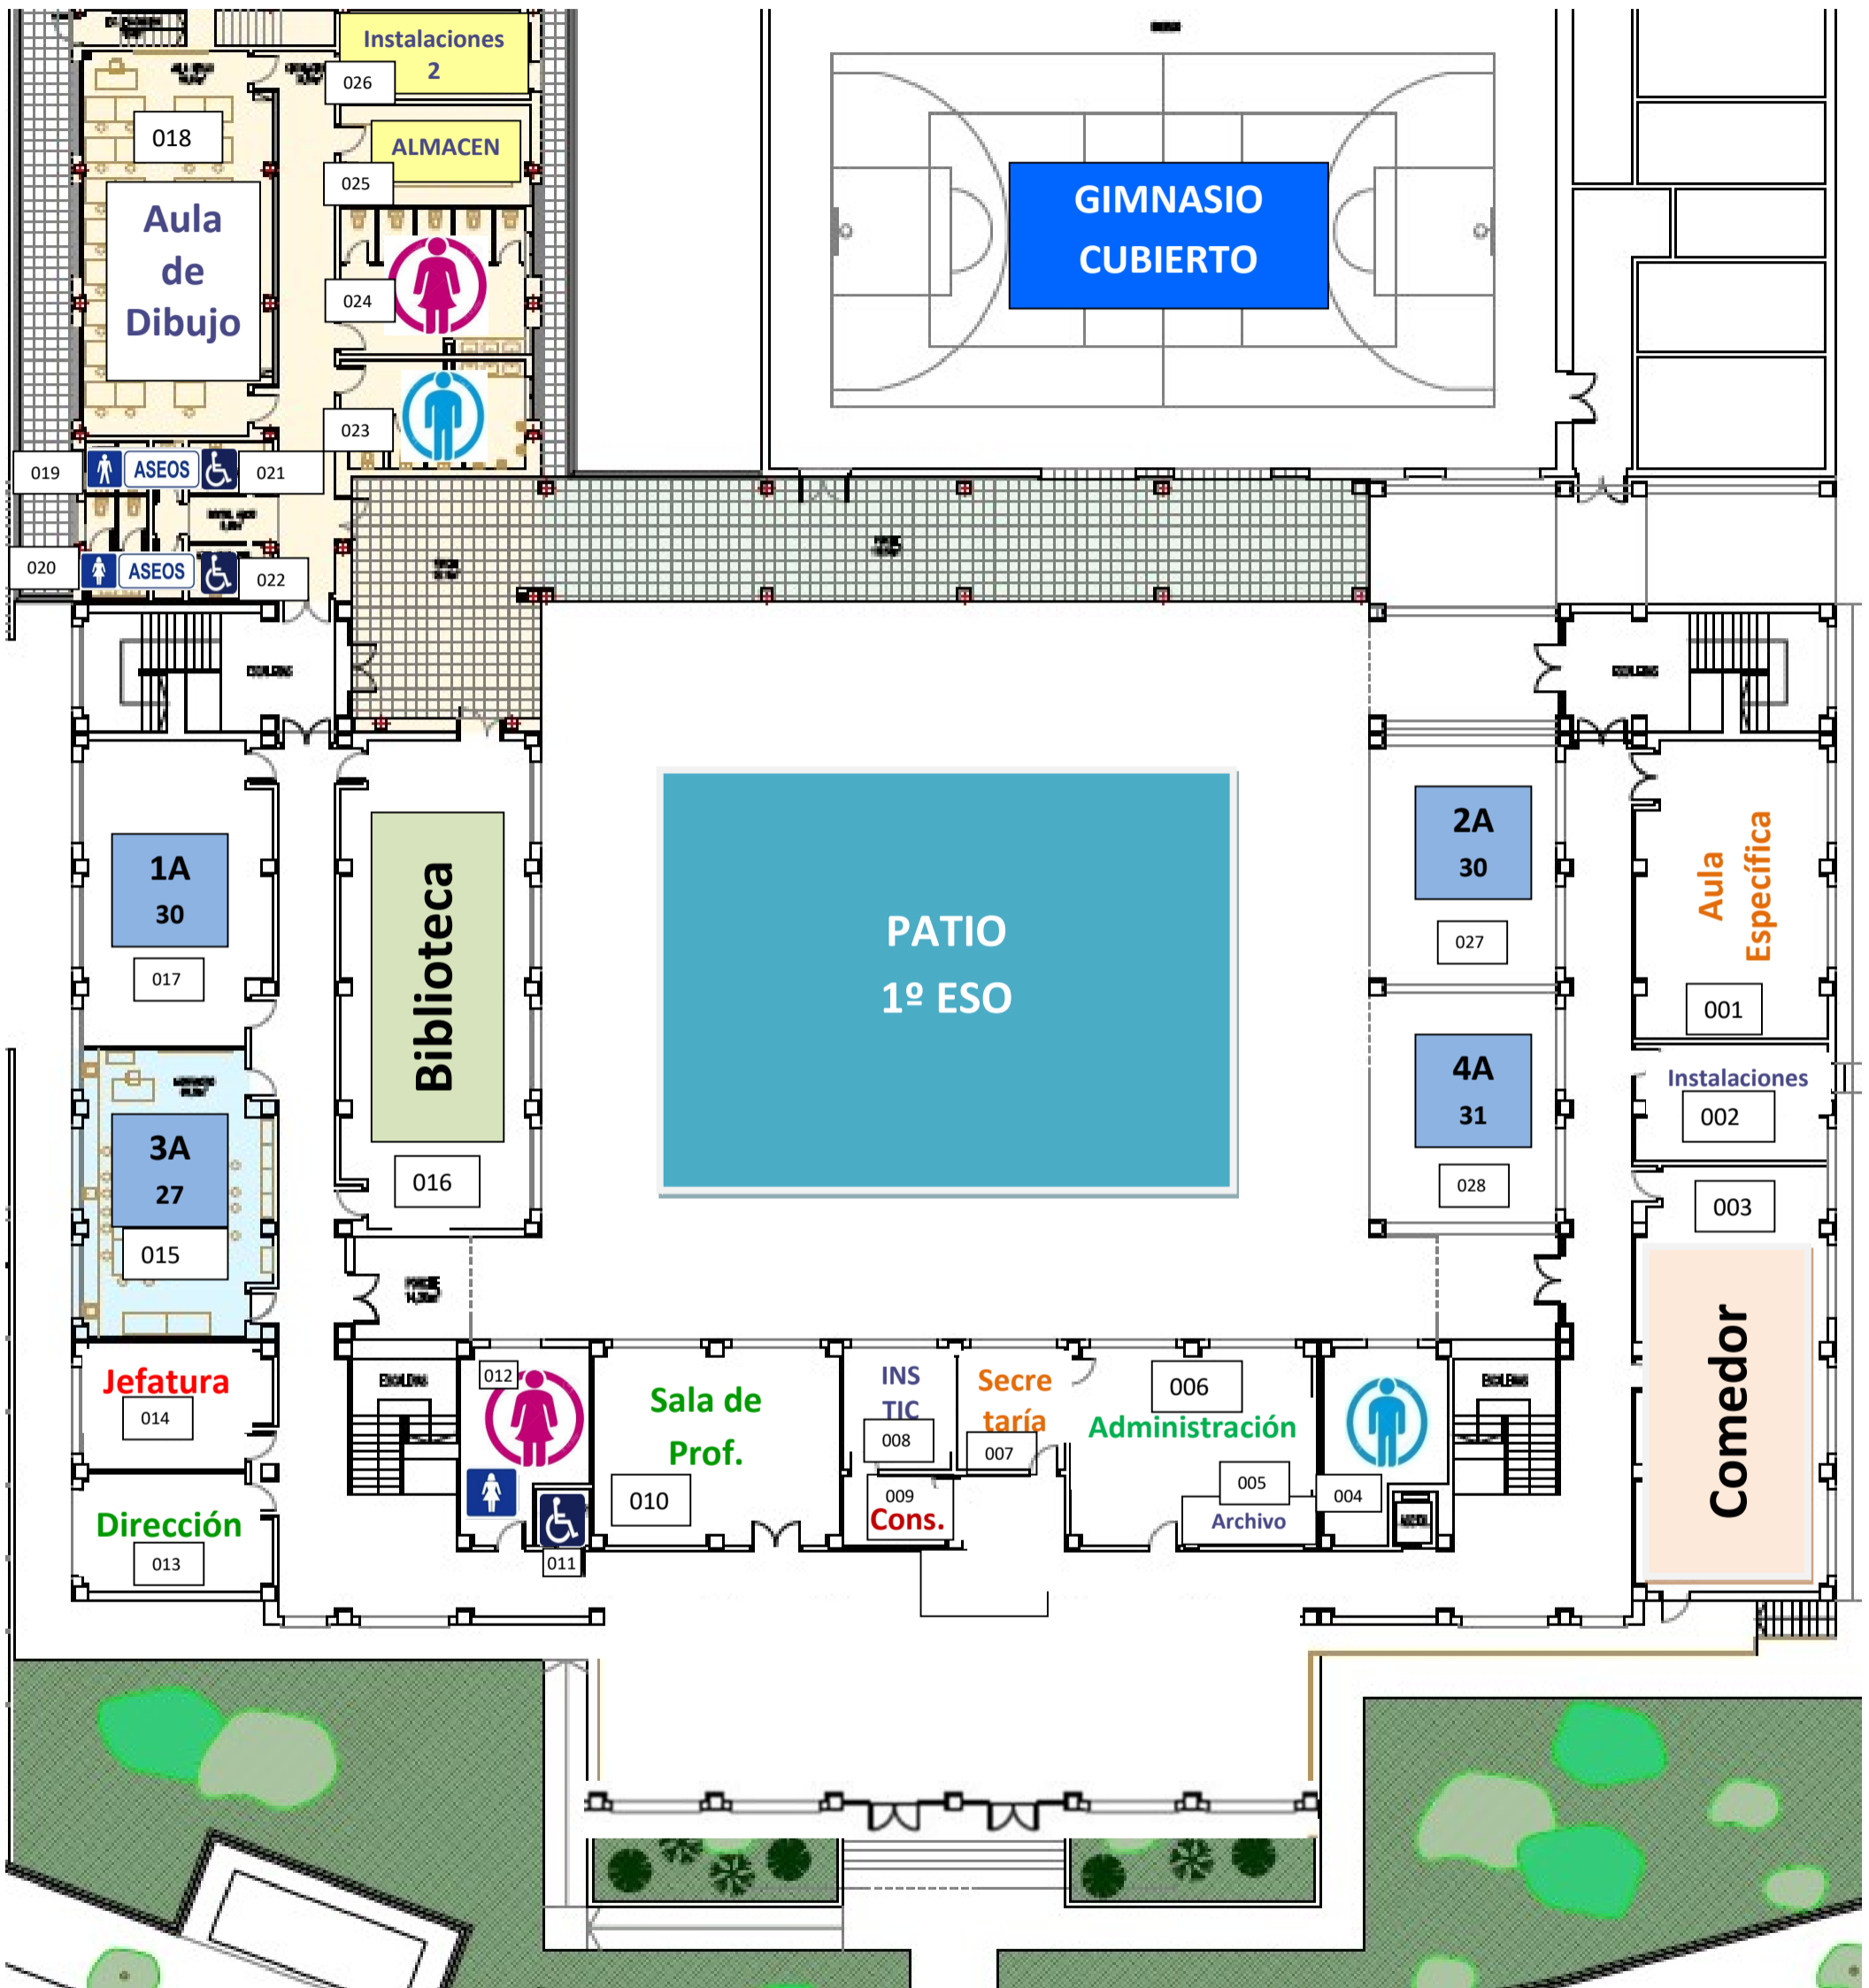 Instalaciones
2
026
018
ALMACEN
025
Aula
de
Dibujo
GIMNASIO
CUBIERTO
024
023
019
ASEOS
021
020
ASEOS
022
1A
30
017
Biblioteca
016
PATIO
1º ESO
2A
30
027
Aula
Específica
001
4A
31
028
Instalaciones
002
003
Comedor
3A
27
015
Jefatura
014
Dirección
013
ESCALERAS
012
011
Sala de
Prof.
010
INS
TIC
008
009
Cons.
Secre
taría
007
006
Administración
005
Archivo
004